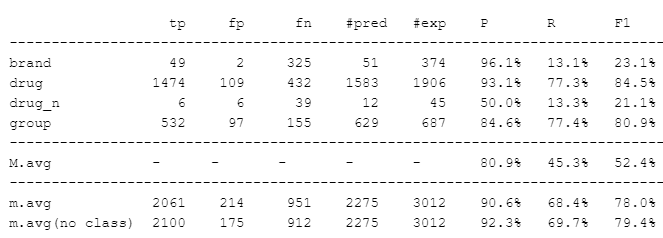 tp fp fn #pred #exp P R F1
------------------------------------------------------------------------------
brand 49 2 325 51 374 96.1% 13.1% 23.1%
drug 1474 109 432 1583 1906 93.1% 77.3% 84.5%
drug_n 6 6 39 12 45 50.0% 13.3% 21.1%
group 532 97 155 629 687 84.6% 77.4% 80.9%
------------------------------------------------------------------------------
M.avg - - - - - 80.9% 45.3% 52.4%
------------------------------------------------------------------------------
m.avg 2061 214 951 2275 3012 90.6% 68.4% 78.0%
m.avg(no class) 2100 175 912 2275 3012 92.3% 69.7% 79.4%